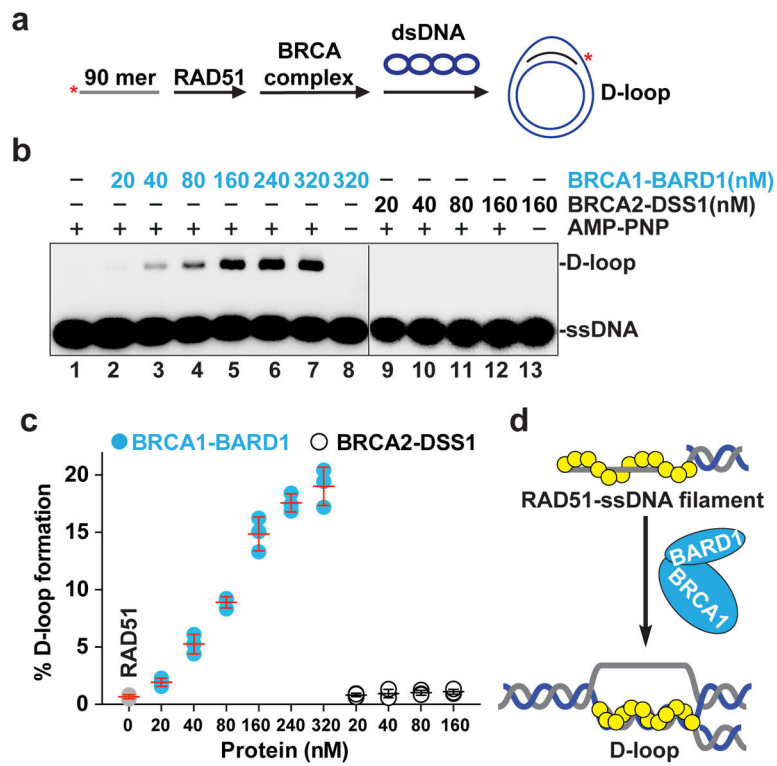 a
* 90 mer RAD51 BRCA complex dsDNA * D-loop
b
– 20 40 80 160 240 320 320 – – – – – BRCA1-BARD1(nM)
– – – – – – – – 20 40 80 160 160 BRCA2-DSS1(nM)
+ + + + + + + – + + + + – AMP-PNP
-D-loop
-ssDNA
1 2 3 4 5 6 7 8 9 10 11 12 13
c
BRCA1-BARD1 BRCA2-DSS1
% D-loop formation
20
15
10
5
0
RAD51
0 20 40 80 160 240 320 20 40 80 160
Protein (nM)
d
RAD51-ssDNA filament
BARD1
BRCA1
D-loop